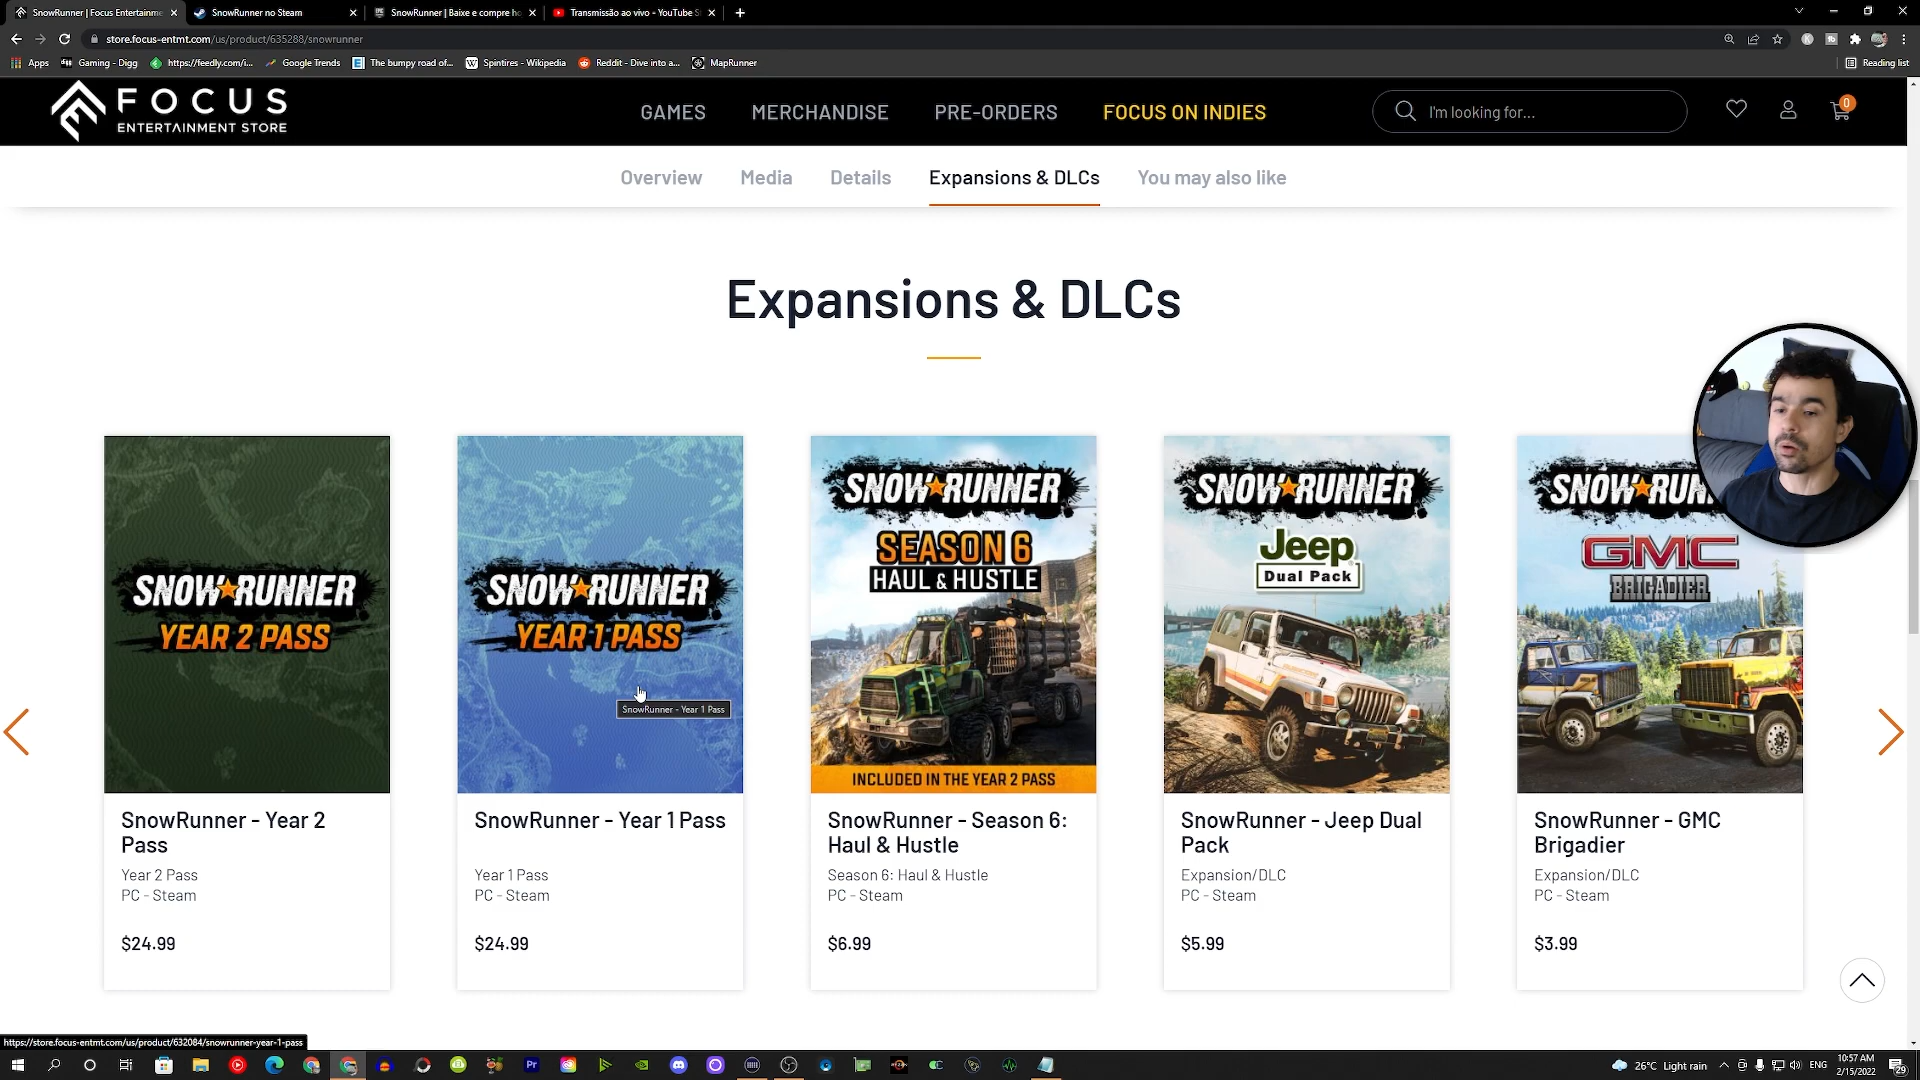 SnowRunner | Focus Entertainme
SnowRunner no Steam
SnowRunner | Baixe e compre ho
Transmissão ao vivo - YouTube S
store.focus-entmt.com/us/product/635288/snowrunner
Apps
Gaming - Digg
https://feedly.com/i...
Google Trends
The bumpy road of...
Spintires - Wikipedia
Reddit - Dive into a...
MapRunner
Reading list
FOCUS
ENTERTAINMENT STORE
GAMES
MERCHANDISE
PRE-ORDERS
FOCUS ON INDIES
I'm looking for...
0
Overview
Media
Details
Expansions & DLCs
You may also like
Expansions & DLCs
SNOWRUNNER
YEAR 2 PASS
SNOWRUNNER
YEAR 1 PASS
SnowRunner - Year 1 Pass
SNOWRUNNER
SEASON 6
HAUL & HUSTLE
INCLUDED IN THE YEAR 2 PASS
SNOWRUNNER
Jeep
Dual Pack
SNOWRUN
GMC
BRIGADIER
SnowRunner - Year 2
Pass
Year 2 Pass
PC - Steam
$24.99
SnowRunner - Year 1 Pass
Year 1 Pass
PC - Steam
$24.99
SnowRunner - Season 6:
Haul & Hustle
Season 6: Haul & Hustle
PC - Steam
$6.99
SnowRunner - Jeep Dual
Pack
Expansion/DLC
PC - Steam
$5.99
SnowRunner - GMC
Brigadier
Expansion/DLC
PC - Steam
$3.99
https://store.focus-entmt.com/us/product/632084/snowrunner-year-1-pass
26°C Light rain
ENG
10:57 AM
2/15/2022
29